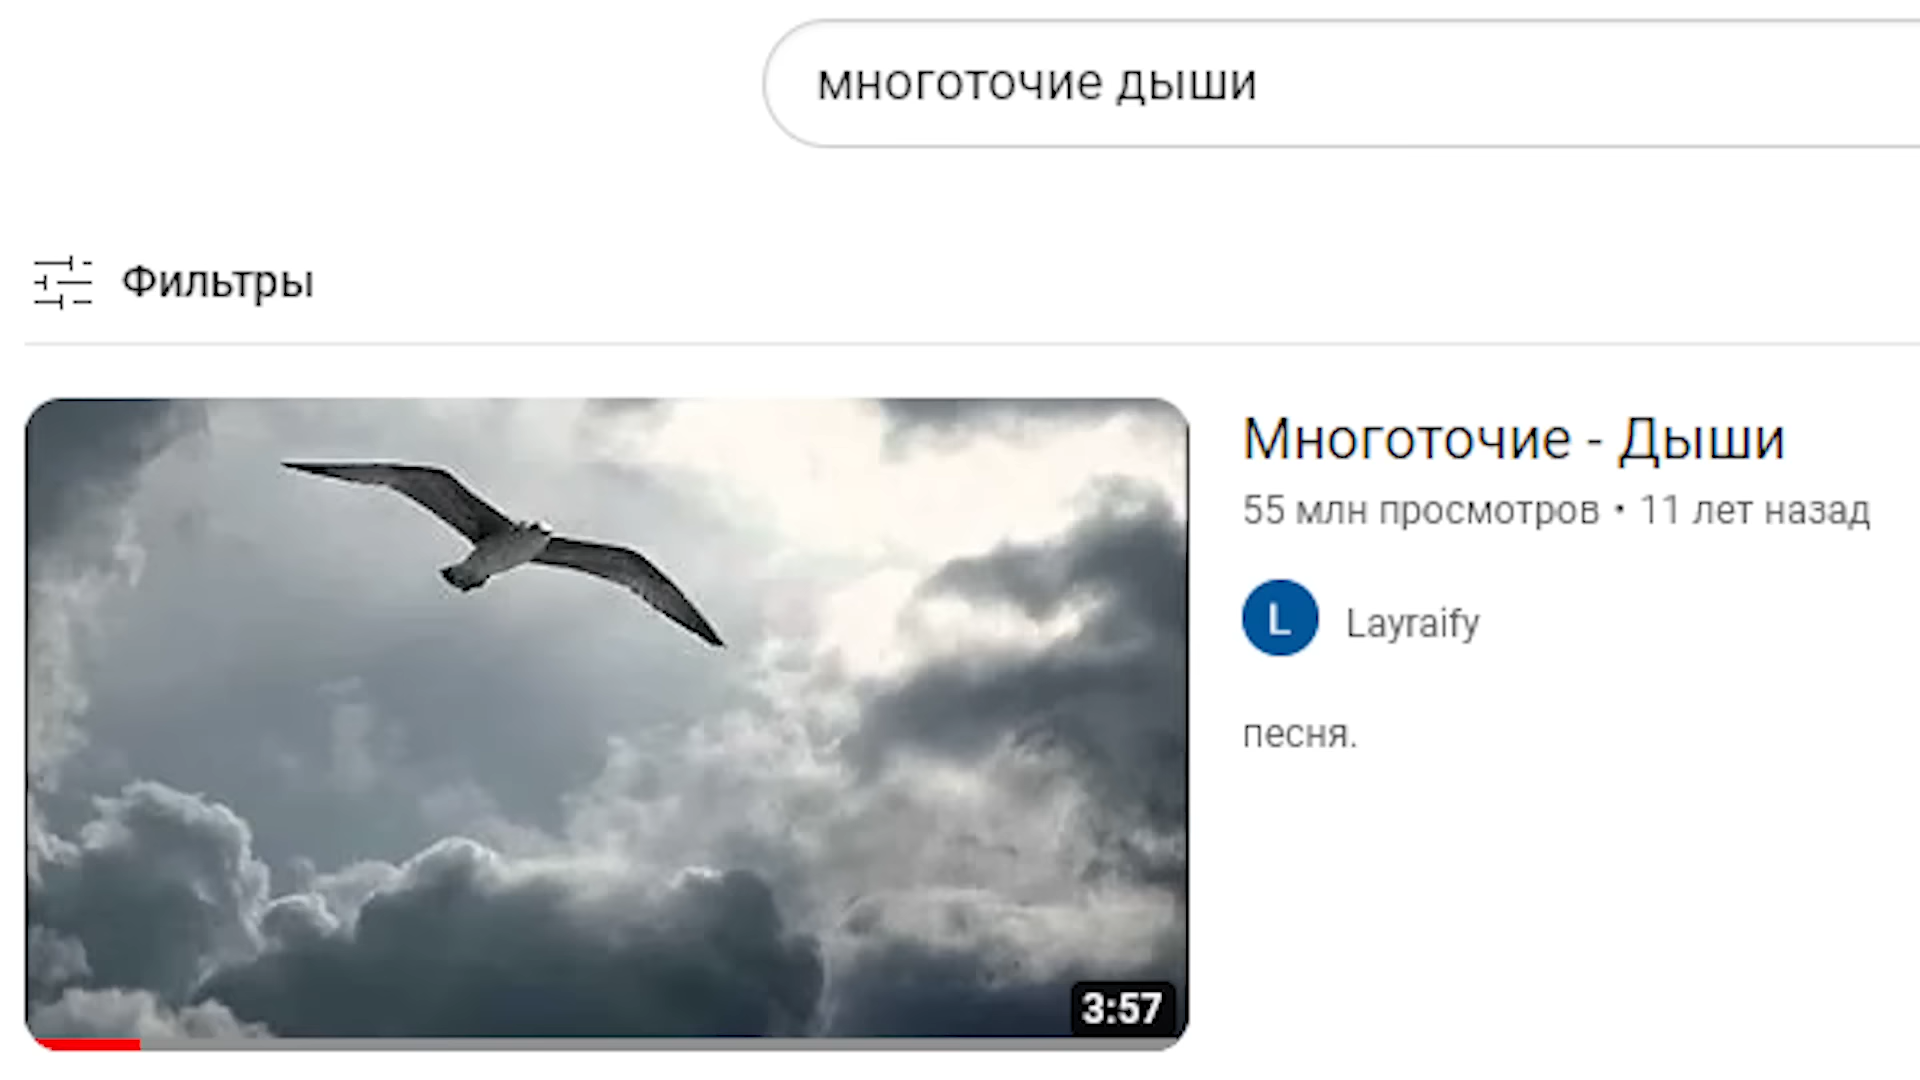 многоточие дыши
Фильтры
Многоточие - Дыши
55 млн просмотров • 11 лет назад
L
Layraify
песня.
3:57